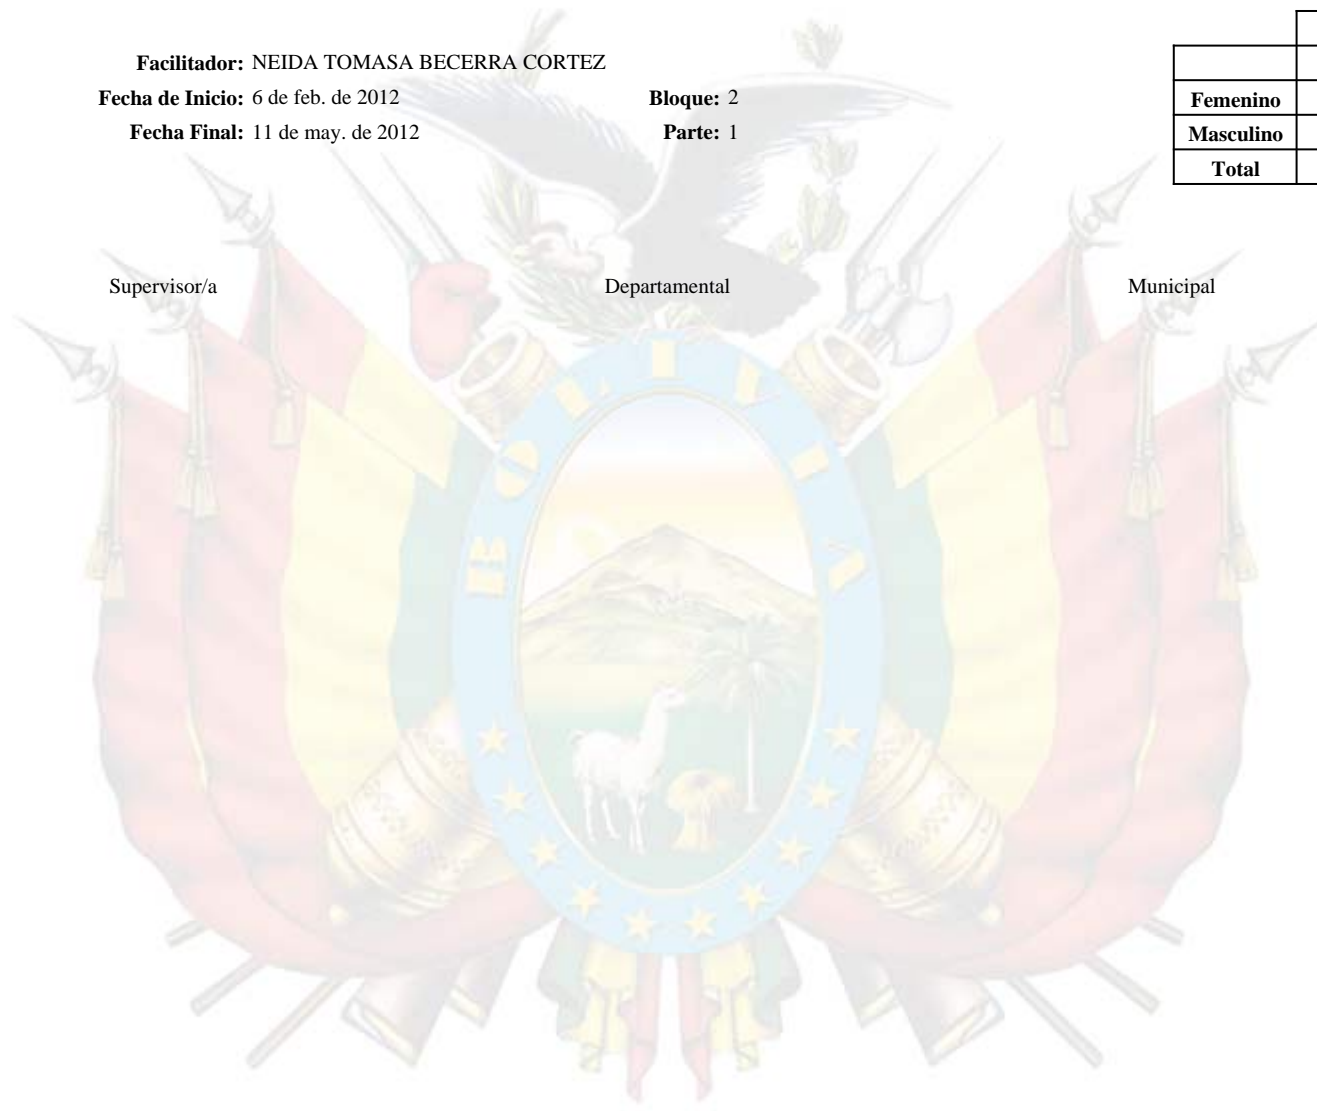 Facilitador: NEIDA TOMASA BECERRA CORTEZ
Fecha de Inicio: 6 de feb. de 2012 Bloque: 2
Fecha Final: 11 de may. de 2012 Parte: 1
Femenino
Masculino
Total
Supervisor/a Departamental Municipal
BOLIVIA